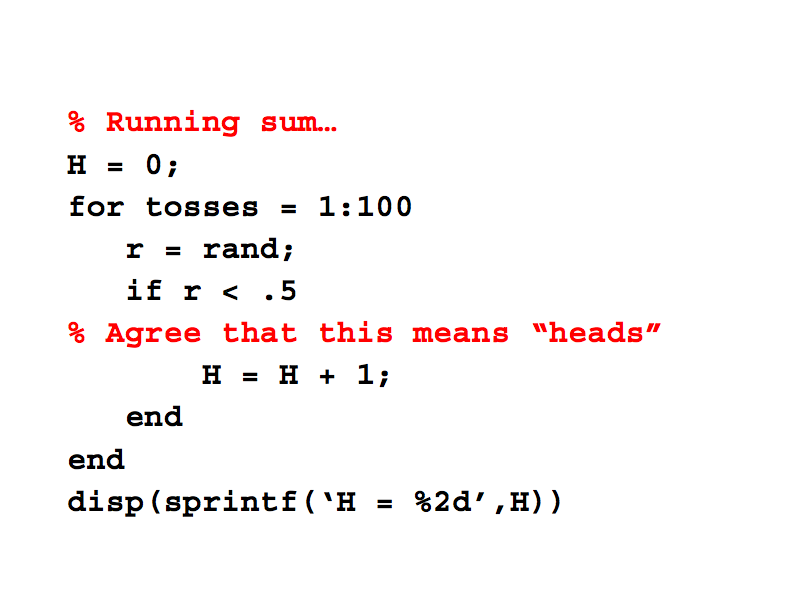 % Running sum…
H = 0;
for tosses = 1:100
   r = rand;
   if r < .5
% Agree that this means “heads”
       H = H + 1;
   end
end
disp(sprintf(‘H = %2d’,H))